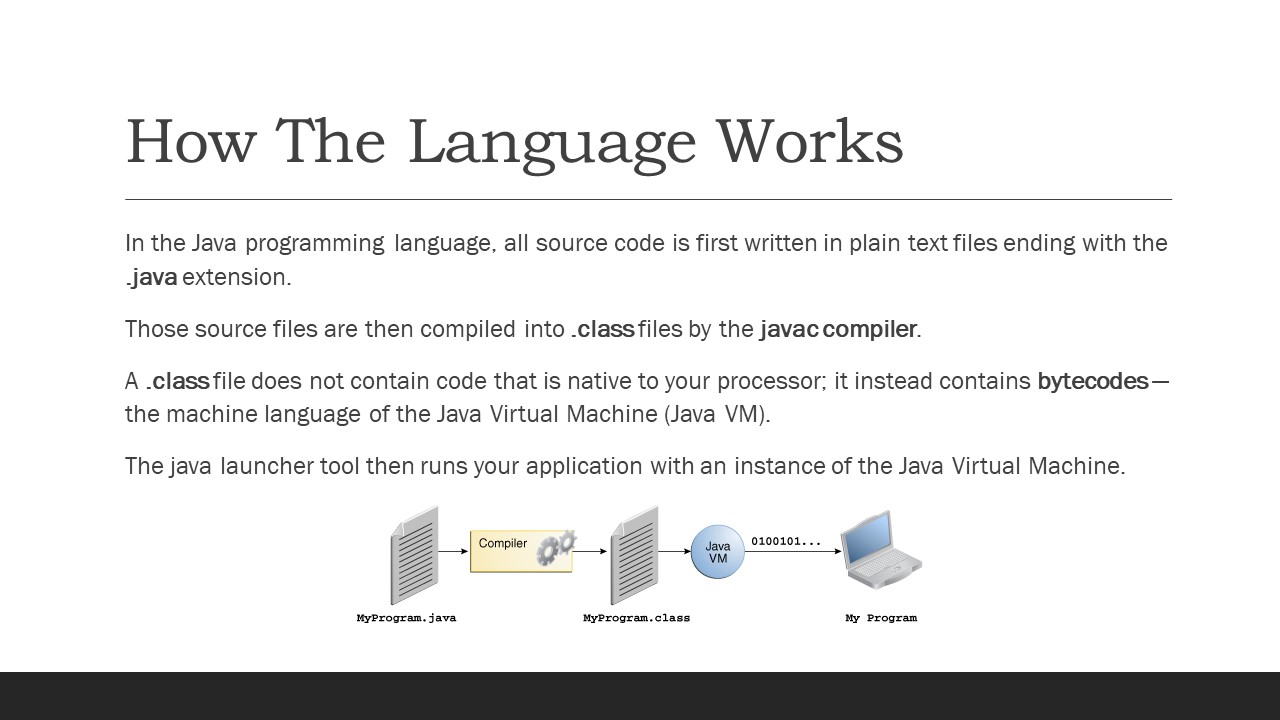 How The Language Works
In the Java programming language, all source code is first written in plain text files ending with the
.java extension.
Those source files are then compiled into .class files by the javac compiler.
A .class file does not contain code that is native to your processor; it instead contains bytecodes —
the machine language of the Java Virtual Machine (Java VM).
The java launcher tool then runs your application with an instance of the Java Virtual Machine.
Compiler
Java
VM
0100101...
MyProgram.java
MyProgram.class
My Program